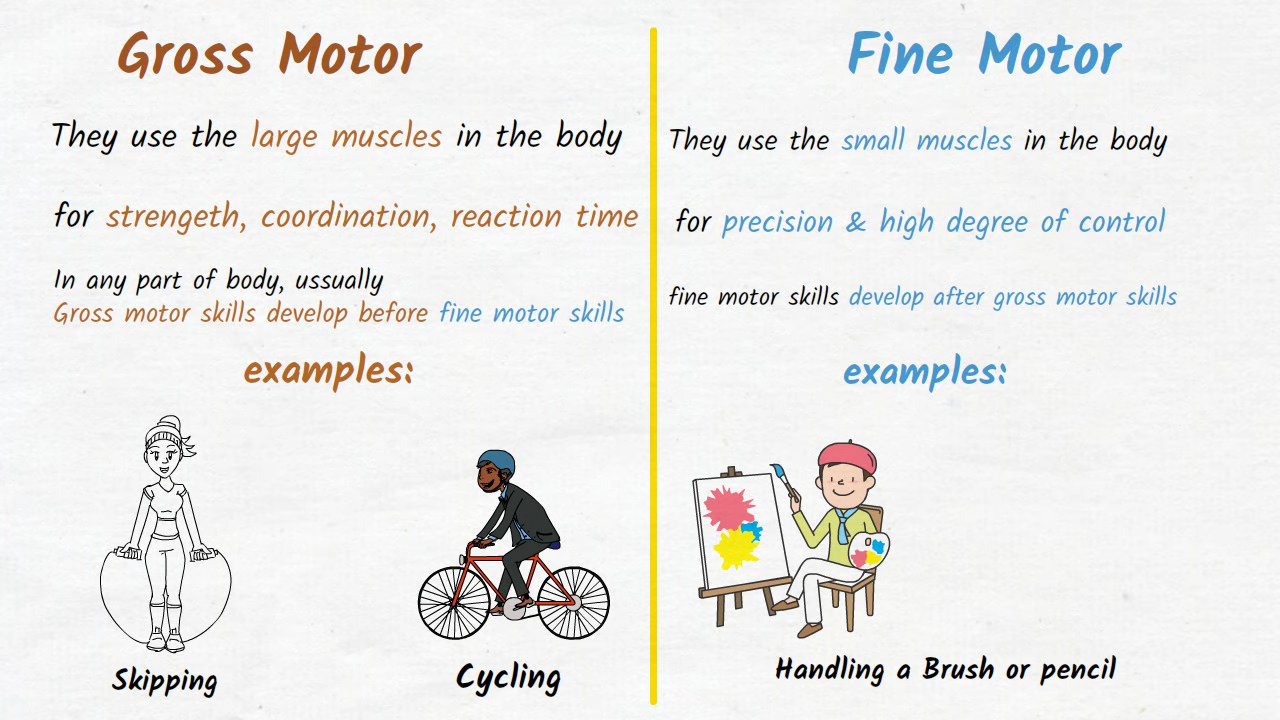 Gross Motor
They use the large muscles in the body
for strengeth, coordination, reaction time
In any part of body, ussually
Gross motor skills develop before fine motor skills
examples:
Skipping
Cycling
Fine Motor
They use the small muscles in the body
for precision & high degree of control
fine motor skills develop after gross motor skills
examples:
Handling a Brush or pencil